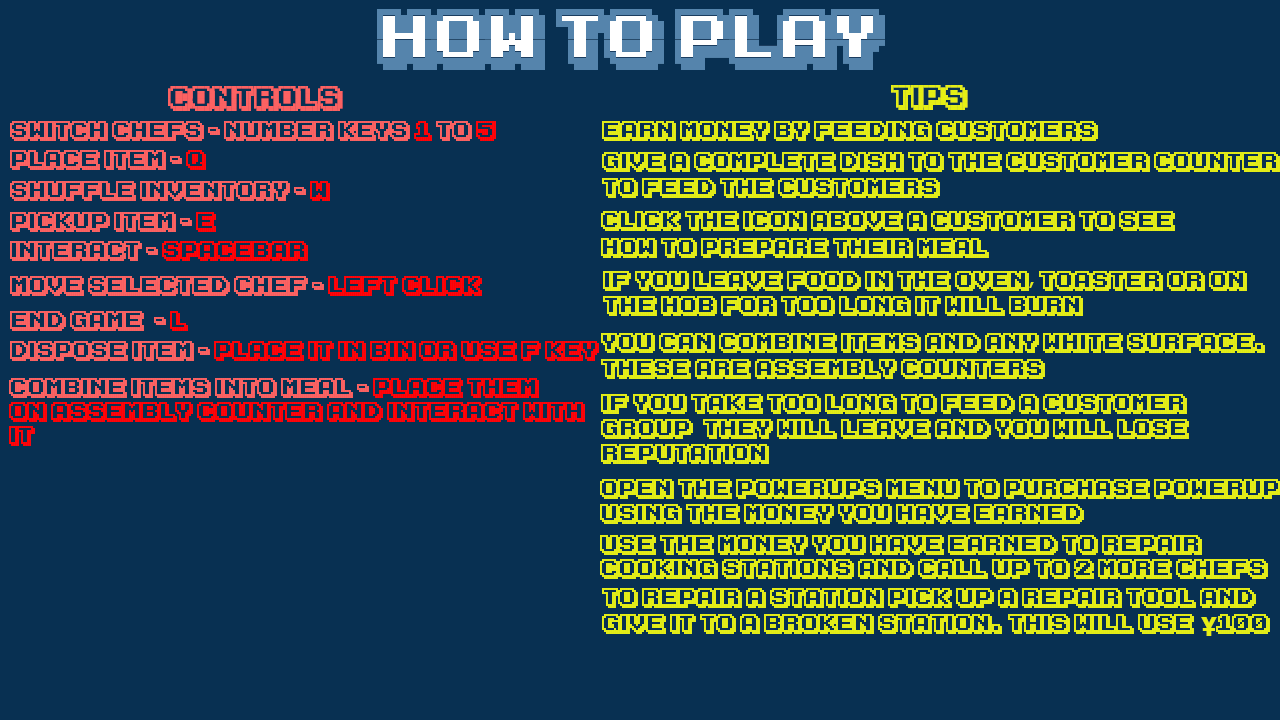 HOW TO PLAY
CONTROLS
SWITCH CHEFS - NUMBER KEYS 1 TO 5
PLACE ITEM - Q
SHUFFLE INVENTORY - W
PICKUP ITEM - E
INTERACT - SPACEBAR
MOVE SELECTED CHEF - LEFT CLICK
END GAME - L
DISPOSE ITEM - PLACE IT IN BIN OR USE F KEY
COMBINE ITEMS INTO MEAL - PLACE THEM
ON ASSEMBLY COUNTER AND INTERACT WITH
IT
TIPS
EARN MONEY BY FEEDING CUSTOMERS
GIVE A COMPLETE DISH TO THE CUSTOMER COUNTER
TO FEED THE CUSTOMERS
CLICK THE ICON ABOVE A CUSTOMER TO SEE
HOW TO PREPARE THEIR MEAL
IF YOU LEAVE FOOD IN THE OVEN, TOASTER OR ON
THE HOB FOR TOO LONG IT WILL BURN
YOU CAN COMBINE ITEMS AND ANY WHITE SURFACE.
THESE ARE ASSEMBLY COUNTERS
IF YOU TAKE TOO LONG TO FEED A CUSTOMER
GROUP THEY WILL LEAVE AND YOU WILL LOSE
REPUTATION
OPEN THE POWERUPS MENU TO PURCHASE POWERUP
USING THE MONEY YOU HAVE EARNED
USE THE MONEY YOU HAVE EARNED TO REPAIR
COOKING STATIONS AND CALL UP TO 2 MORE CHEFS
TO REPAIR A STATION PICK UP A REPAIR TOOL AND
GIVE IT TO A BROKEN STATION. THIS WILL USE ¥100